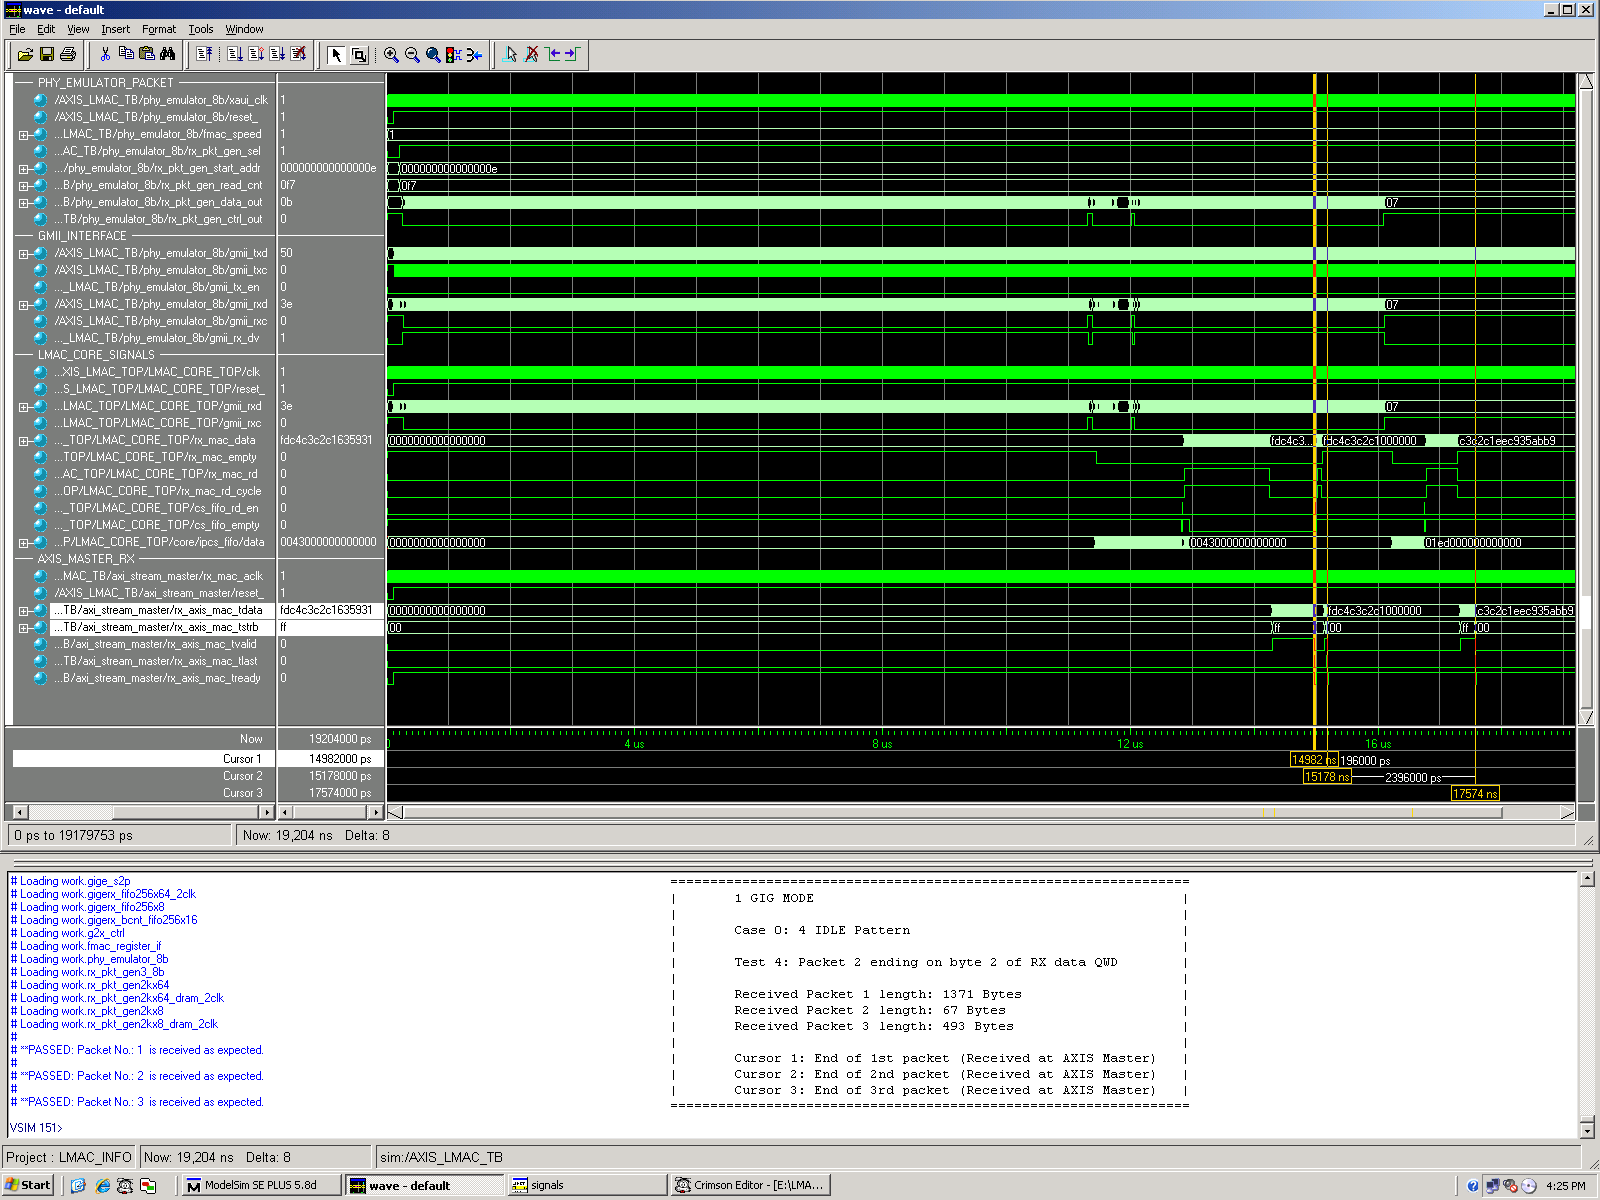 wave - default
File Edit View Insert Format Tools Window
PHY_EMULATOR_PACKET
/AXIS_LMAC_TB/phy_emulator_8b/xaui_clk 1
/AXIS_LMAC_TB/phy_emulator_8b/reset_ 1
...LMAC_TB/phy_emulator_8b/fmac_speed 1 1
...AC_TB/phy_emulator_8b/rx_pkt_gen_sel 1
.../phy_emulator_8b/rx_pkt_gen_start_addr 000000000000000e 000000000000000e
...B/phy_emulator_8b/rx_pkt_gen_read_cnt 0f7 0f7
...B/phy_emulator_8b/rx_pkt_gen_data_out 0b 07
...TB/phy_emulator_8b/rx_pkt_gen_ctrl_out 0
GMII_INTERFACE
/AXIS_LMAC_TB/phy_emulator_8b/gmii_txd 50
/AXIS_LMAC_TB/phy_emulator_8b/gmii_txc 0
..._LMAC_TB/phy_emulator_8b/gmii_tx_en 0
/AXIS_LMAC_TB/phy_emulator_8b/gmii_rxd 3e 07
/AXIS_LMAC_TB/phy_emulator_8b/gmii_rxc 0
..._LMAC_TB/phy_emulator_8b/gmii_rx_dv 1
LMAC_CORE_SIGNALS
...XIS_LMAC_TOP/LMAC_CORE_TOP/clk 1
...S_LMAC_TOP/LMAC_CORE_TOP/reset_ 1
...LMAC_TOP/LMAC_CORE_TOP/gmii_rxd 3e 07
...LMAC_TOP/LMAC_CORE_TOP/gmii_rxc 0
..._TOP/LMAC_CORE_TOP/rx_mac_data fdc4c3c2c1635931 0000000000000000 fdc4c3... fdc4c3c2c1000000 c3c2c1eec935abb9
...TOP/LMAC_CORE_TOP/rx_mac_empty 0
...AC_TOP/LMAC_CORE_TOP/rx_mac_rd 0
...OP/LMAC_CORE_TOP/rx_mac_rd_cycle 0
..._TOP/LMAC_CORE_TOP/cs_fifo_rd_en 0
..._TOP/LMAC_CORE_TOP/cs_fifo_empty 0
...P/LMAC_CORE_TOP/core/ipcs_fifo/data 0043000000000000 0000000000000000 0043000000000000 01ed000000000000
AXIS_MASTER_RX
...MAC_TB/axi_stream_master/rx_mac_aclk 1
/AXIS_LMAC_TB/axi_stream_master/reset_ 1
...TB/axi_stream_master/rx_axis_mac_tdata fdc4c3c2c1635931 0000000000000000 fdc4c3c2c1000000 c3c2c1eec935abb9
...TB/axi_stream_master/rx_axis_mac_tstrb ff 00 ff 00 ff 00
...B/axi_stream_master/rx_axis_mac_tvalid 0
...TB/axi_stream_master/rx_axis_mac_tlast 0
...B/axi_stream_master/rx_axis_mac_tready 0
Now 19204000 ps 4 us 8 us 12 us 16 us
Cursor 1 14982000 ps 14982 ns 196000 ps
Cursor 2 15178000 ps 15178 ns 2396000 ps
Cursor 3 17574000 ps 17574 ns
0 ps to 19179753 ps Now: 19,204 ns Delta: 8
# Loading work.gige_s2p
# Loading work.gigerx_fifo256x64_2clk
# Loading work.gigerx_fifo256x8
# Loading work.gigerx_bcnt_fifo256x16
# Loading work.g2x_ctrl
# Loading work.fmac_register_if
# Loading work.phy_emulator_8b
# Loading work.rx_pkt_gen3_8b
# Loading work.rx_pkt_gen2kx64
# Loading work.rx_pkt_gen2kx64_dram_2clk
# Loading work.rx_pkt_gen2kx8
# Loading work.rx_pkt_gen2kx8_dram_2clk
#
# **PASSED: Packet No.: 1 is received as expected.
#
# **PASSED: Packet No.: 2 is received as expected.
#
# **PASSED: Packet No.: 3 is received as expected.
VSIM 151>
=================================================================
| 1 GIG MODE |
| |
| Case 0: 4 IDLE Pattern |
| |
| Test 4: Packet 2 ending on byte 2 of RX data QWD |
| |
| Received Packet 1 length: 1371 Bytes |
| Received Packet 2 length: 67 Bytes |
| Received Packet 3 length: 493 Bytes |
| |
| Cursor 1: End of 1st packet (Received at AXIS Master) |
| Cursor 2: End of 2nd packet (Received at AXIS Master) |
| Cursor 3: End of 3rd packet (Received at AXIS Master) |
=================================================================
Project : LMAC_INFO Now: 19,204 ns Delta: 8 sim:/AXIS_LMAC_TB
Start ModelSim SE PLUS 5.8d wave - default signals Crimson Editor - [E:\LMA... 4:25 PM